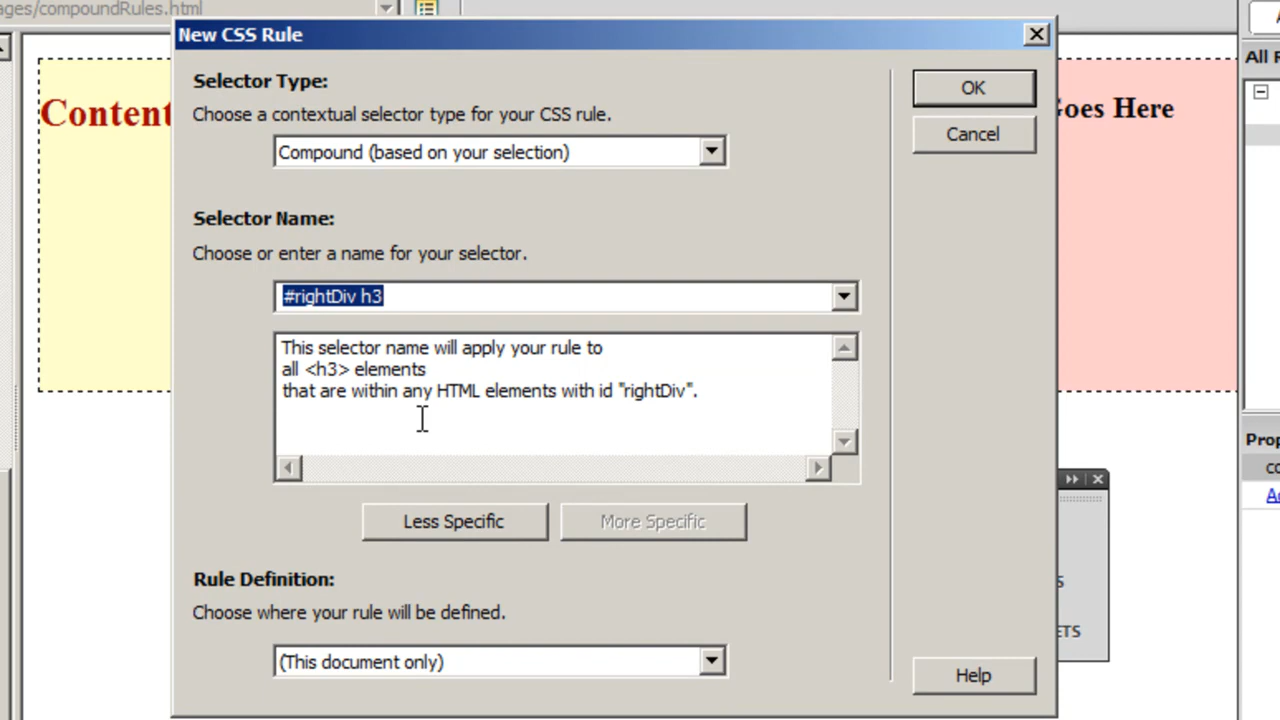 ages/compoundRules.html
New CSS Rule
Selector Type:
Choose a contextual selector type for your CSS rule.
Compound (based on your selection)
OK
Cancel
Content
Goes Here
All
Selector Name:
Choose or enter a name for your selector.
#rightDiv h3
This selector name will apply your rule to
all <h3> elements
that are within any HTML elements with id "rightDiv".
Less Specific
More Specific
Rule Definition:
Choose where your rule will be defined.
(This document only)
Help
Prop